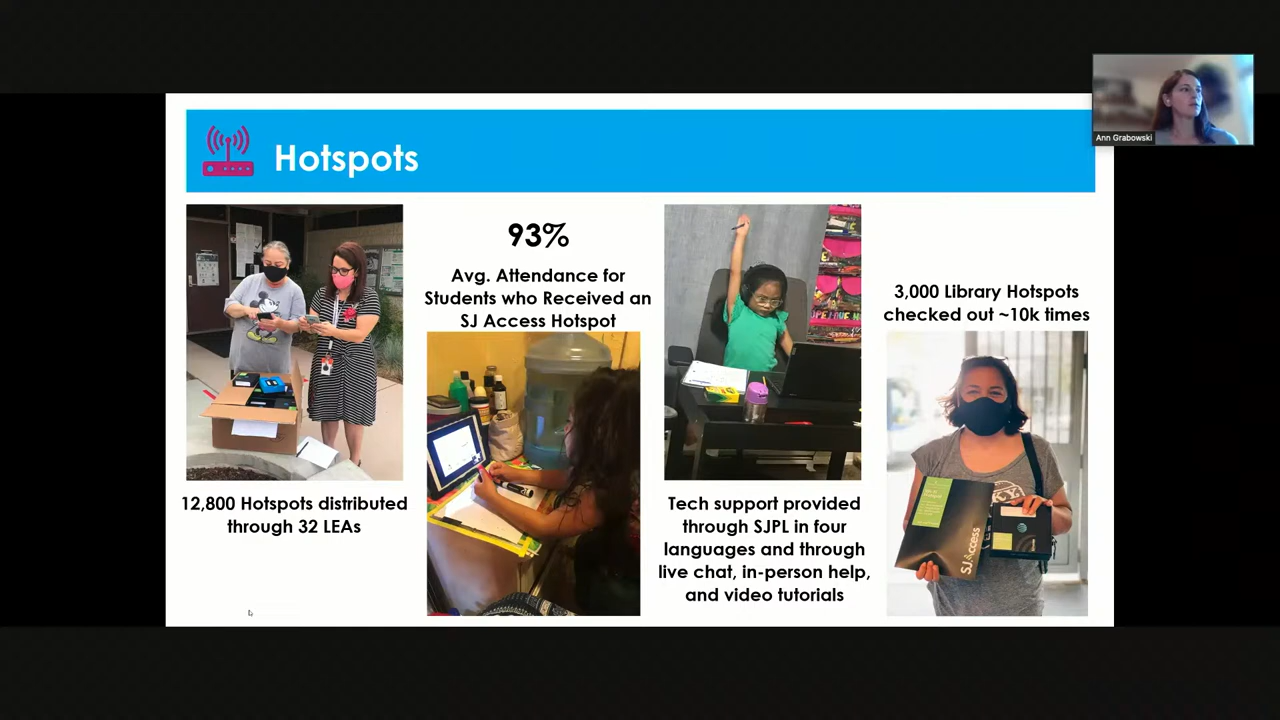 Ann Grabowski
Hotspots
12,800 Hotspots distributed
through 32 LEAs
93%
Avg. Attendance for
Students who Received an
SJ Access Hotspot
Tech support provided
through SJPL in four
languages and through
live chat, in-person help,
and video tutorials
3,000 Library Hotspots
checked out ~10k times
SJ Access